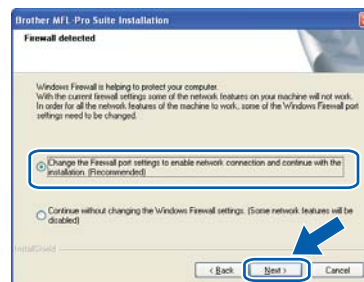 Brother MFL-Pro Suite Installation
Firewall detected
Windows Firewall is helping to protect your computer.
With the current firewall settings some of the network features on your machine will not work.
In order for all the network features of the machine to work, some of the Windows Firewall port
settings need to be changed.
Change the Firewall port settings to enable network connection and continue with the
installation. (Recommended)
Continue without changing the Windows Firewall settings. (Some network features will be
disabled)
InstallShield
< Back
Next >
Cancel